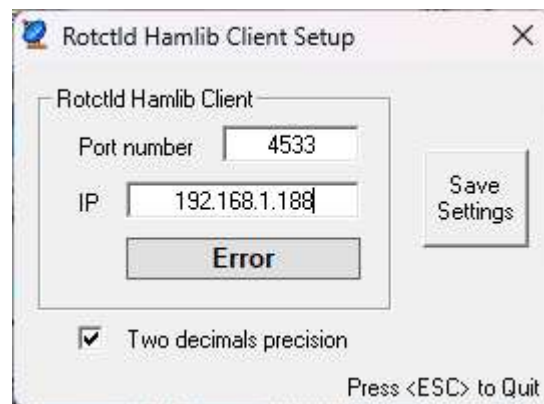 Rotctld Hamlib Client Setup
Rotctld Hamlib Client
Port number 4533
IP 192.168.1.188
Error
Save
Settings
Two decimals precision
Press <ESC> to Quit